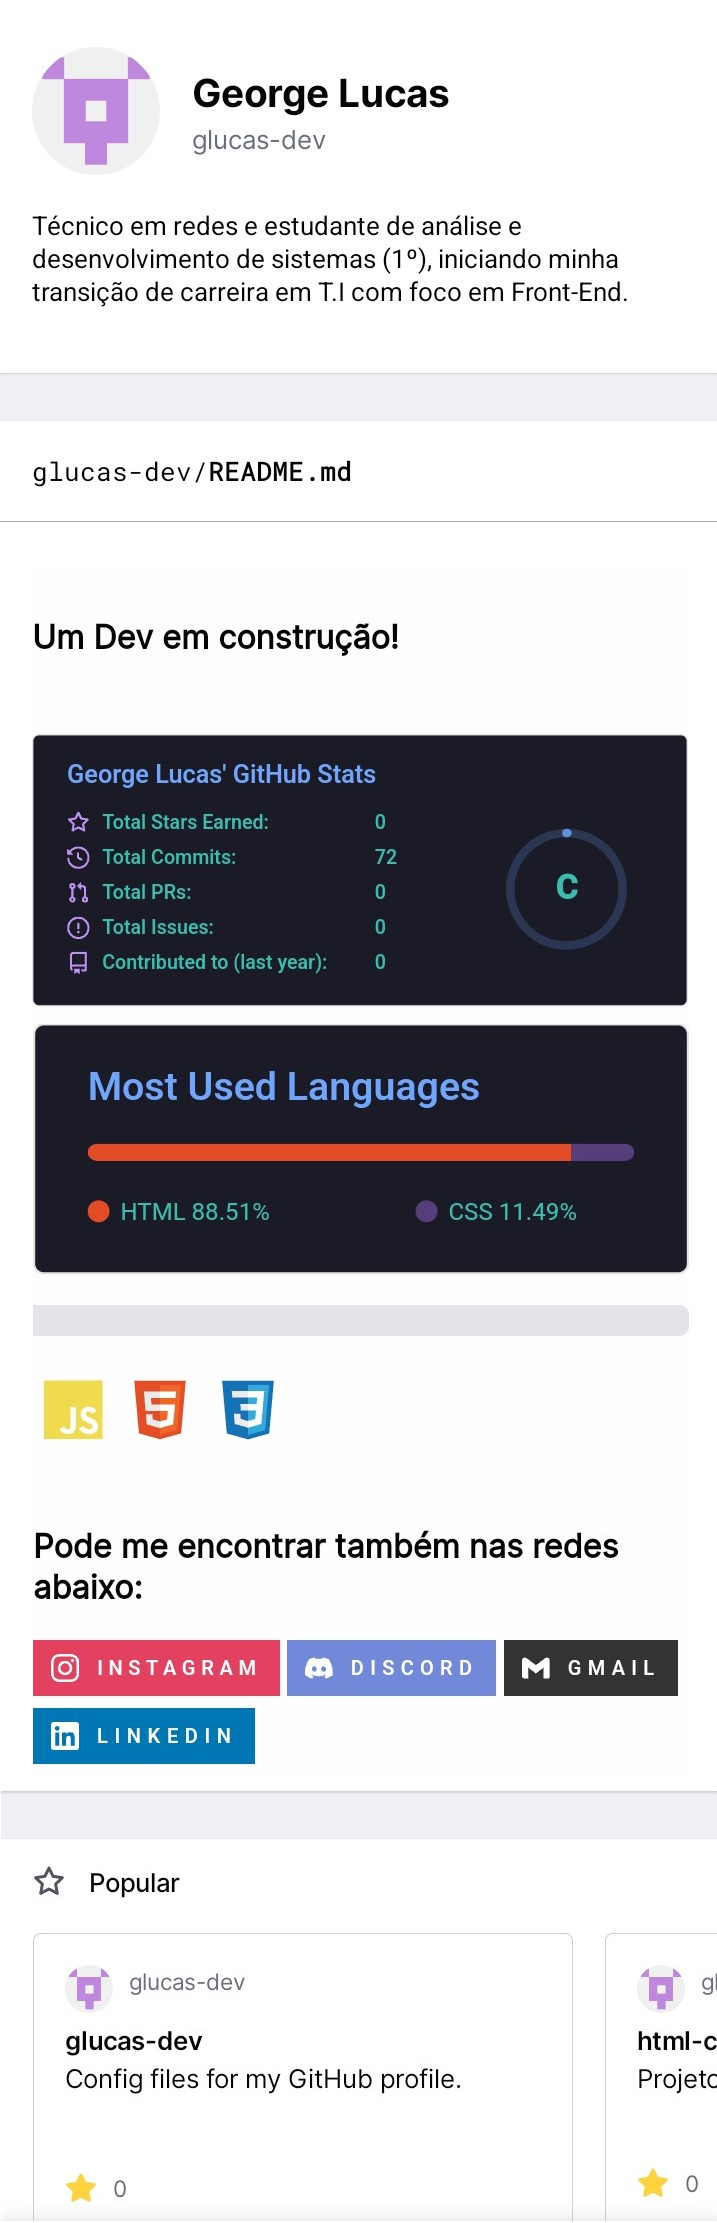 George Lucas
glucas-dev
Técnico em redes e estudante de análise e
desenvolvimento de sistemas (1º), iniciando minha
transição de carreira em T.I com foco em Front-End.
glucas-dev/README.md
Um Dev em construção!
George Lucas' GitHub Stats
Total Stars Earned: 0
Total Commits: 72
Total PRs: 0
Total Issues: 0
Contributed to (last year): 0
C
Most Used Languages
HTML 88.51% CSS 11.49%
JS 5 3
Pode me encontrar também nas redes
abaixo:
INSTAGRAM DISCORD GMAIL
in LINKEDIN
Popular
glucas-dev
glucas-dev
Config files for my GitHub profile.
0
gl
html-c
Projeto
0